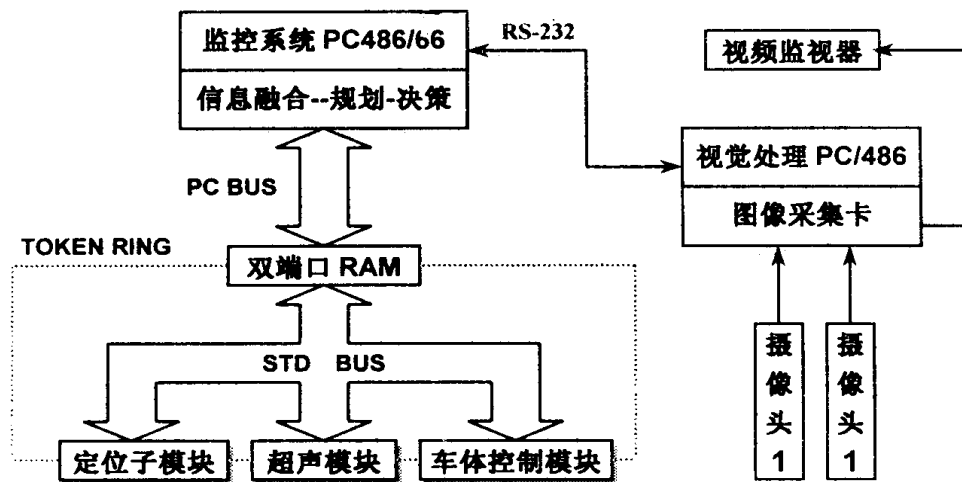 监控系统 PC486/66
RS-232
视频监视器
信息融合--规划-决策
视觉处理 PC/486
PC BUS
图像采集卡
TOKEN RING
双端口 RAM
STD BUS
摄像头1
摄像头1
定位子模块
超声模块
车体控制模块